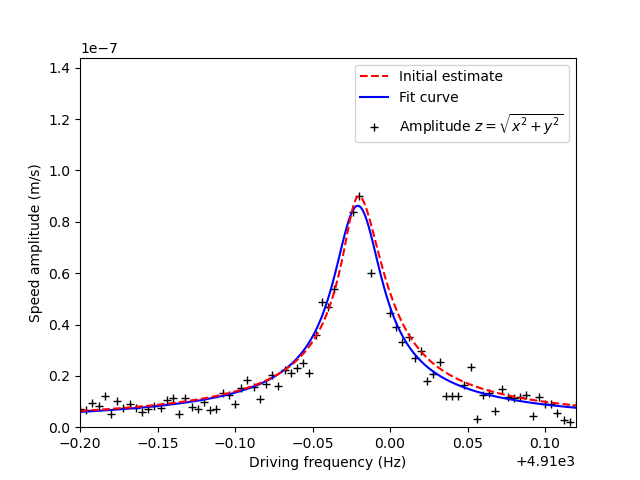 1e−7
1.4
1.2
1.0
0.8
0.6
0.4
0.2
0.0
Speed amplitude (m/s)
Initial estimate
Fit curve
Amplitude z = √x² + y²
−0.20 −0.15 −0.10 −0.05 0.00 0.05 0.10
Driving frequency (Hz)
+4.91e3